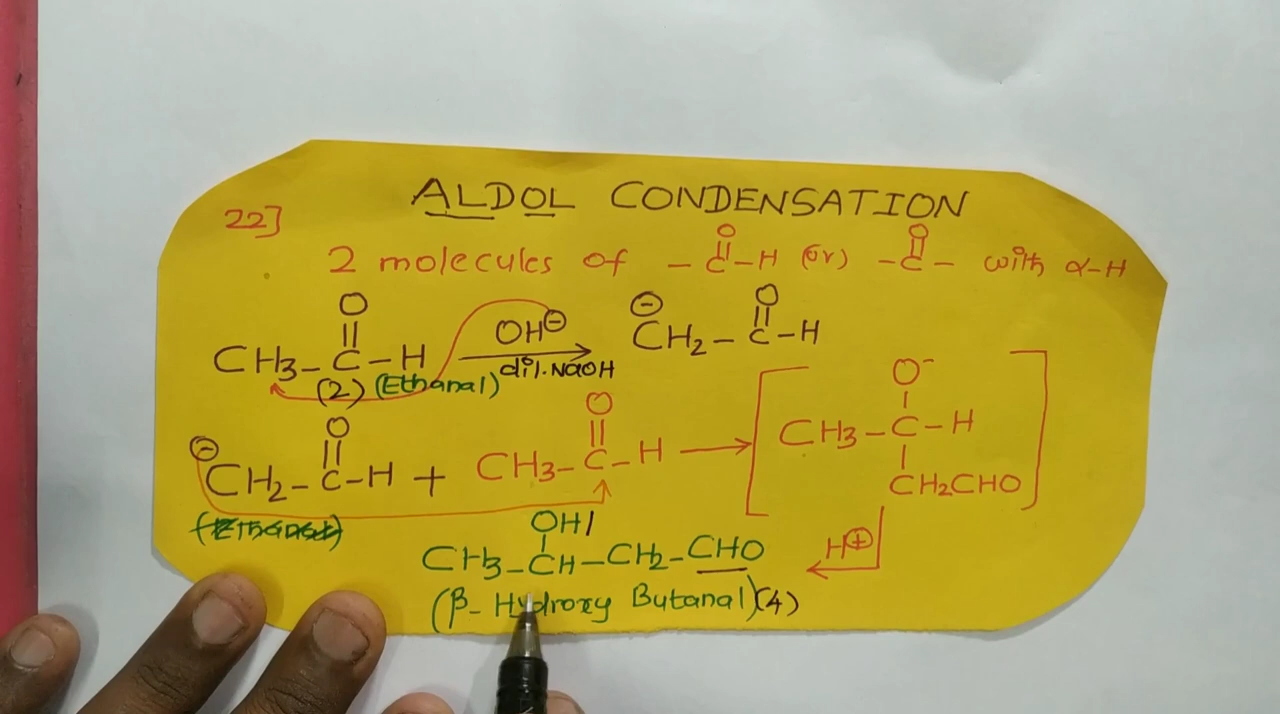 ALDOL CONDENSATION
22]
2 molecules of –C(=O)–H (or) –C(=O)– with α-H
CH3–C(=O)–H OH⊖ ⊖CH2–C(=O)–H
(2) (Ethanal) dil.NaOH
⊖CH2–C(=O)–H + CH3–C(=O)–H → [CH3–C(O⁻)(CH2CHO)–H]
H⊕
CH3–CH(OH)–CH2–CHO
(β-Hydroxy Butanal)(4)